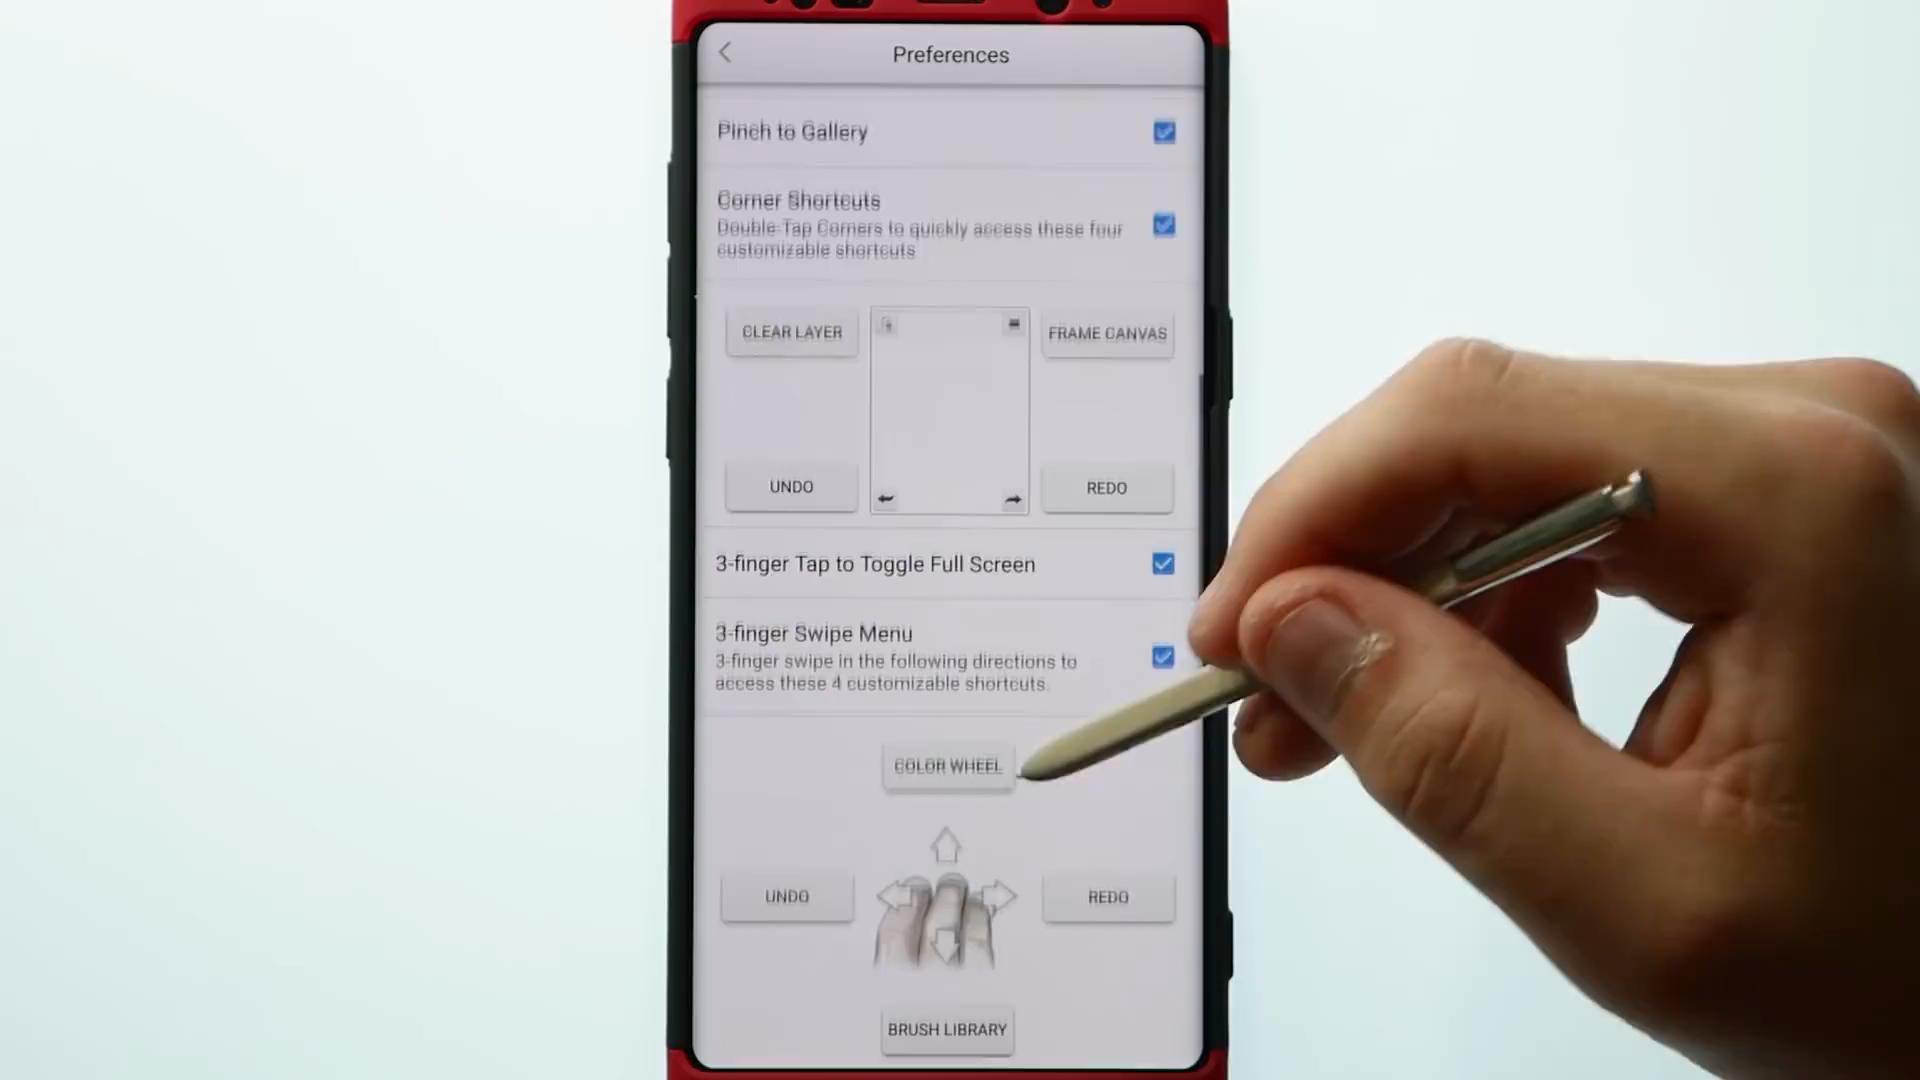 Preferences
Pinch to Gallery
Corner Shortcuts
Double-Tap Corners to quickly access these four
customizable shortcuts
CLEAR LAYER
FRAME CANVAS
UNDO
REDO
3-finger Tap to Toggle Full Screen
3-finger Swipe Menu
3-finger swipe in the following directions to
access these 4 customizable shortcuts.
COLOR WHEEL
UNDO
REDO
BRUSH LIBRARY